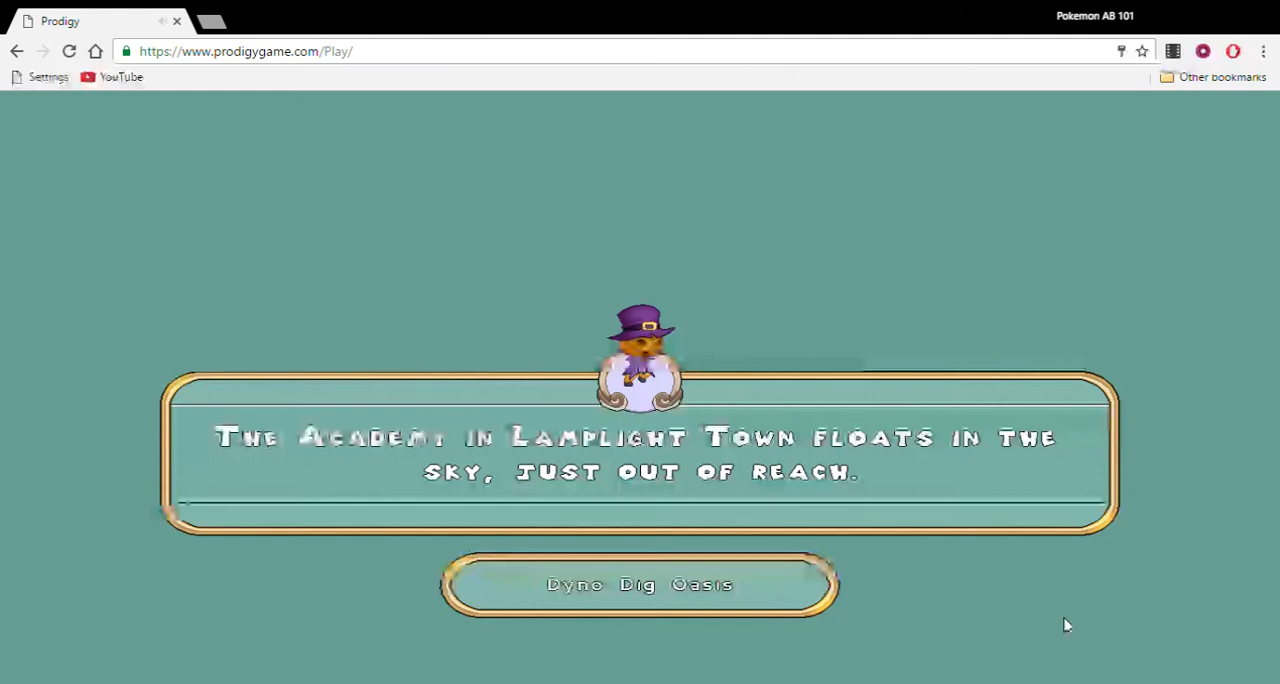 Prodigy
Pokemon AB 101
https://www.prodigygame.com/Play/
Settings YouTube Other bookmarks
The Academy in Lamplight Town floats in the
sky, just out of reach.
Dyno Dig Oasis